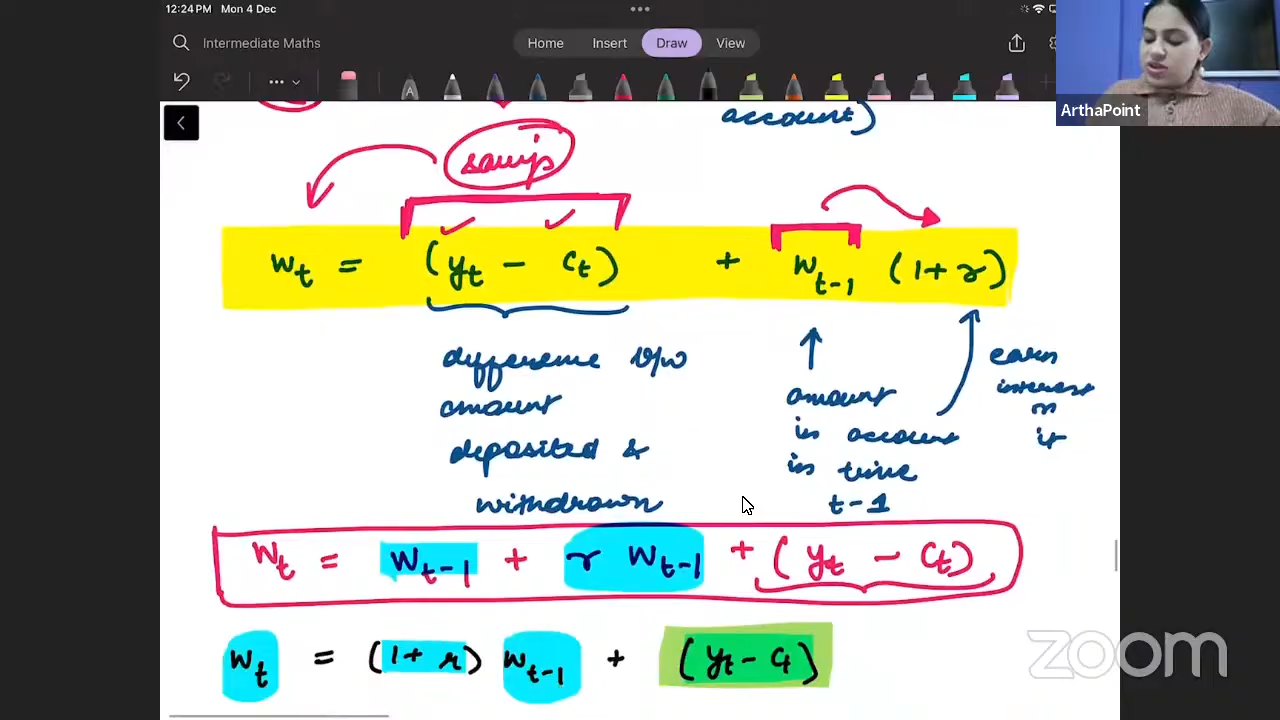 12:24 PM Mon 4 Dec
Intermediate Maths
Home Insert Draw View
ArthaPoint
account)
savings
wt = (yt - ct) + wt-1 (1 + r)
difference b/w
amount
deposited &
withdrawn
amount
in account
in time
t-1
earn
interest
on
it
wt = wt-1 + r wt-1 + (yt - ct)
wt = (1 + r) wt-1 + (yt - ct)
zoom